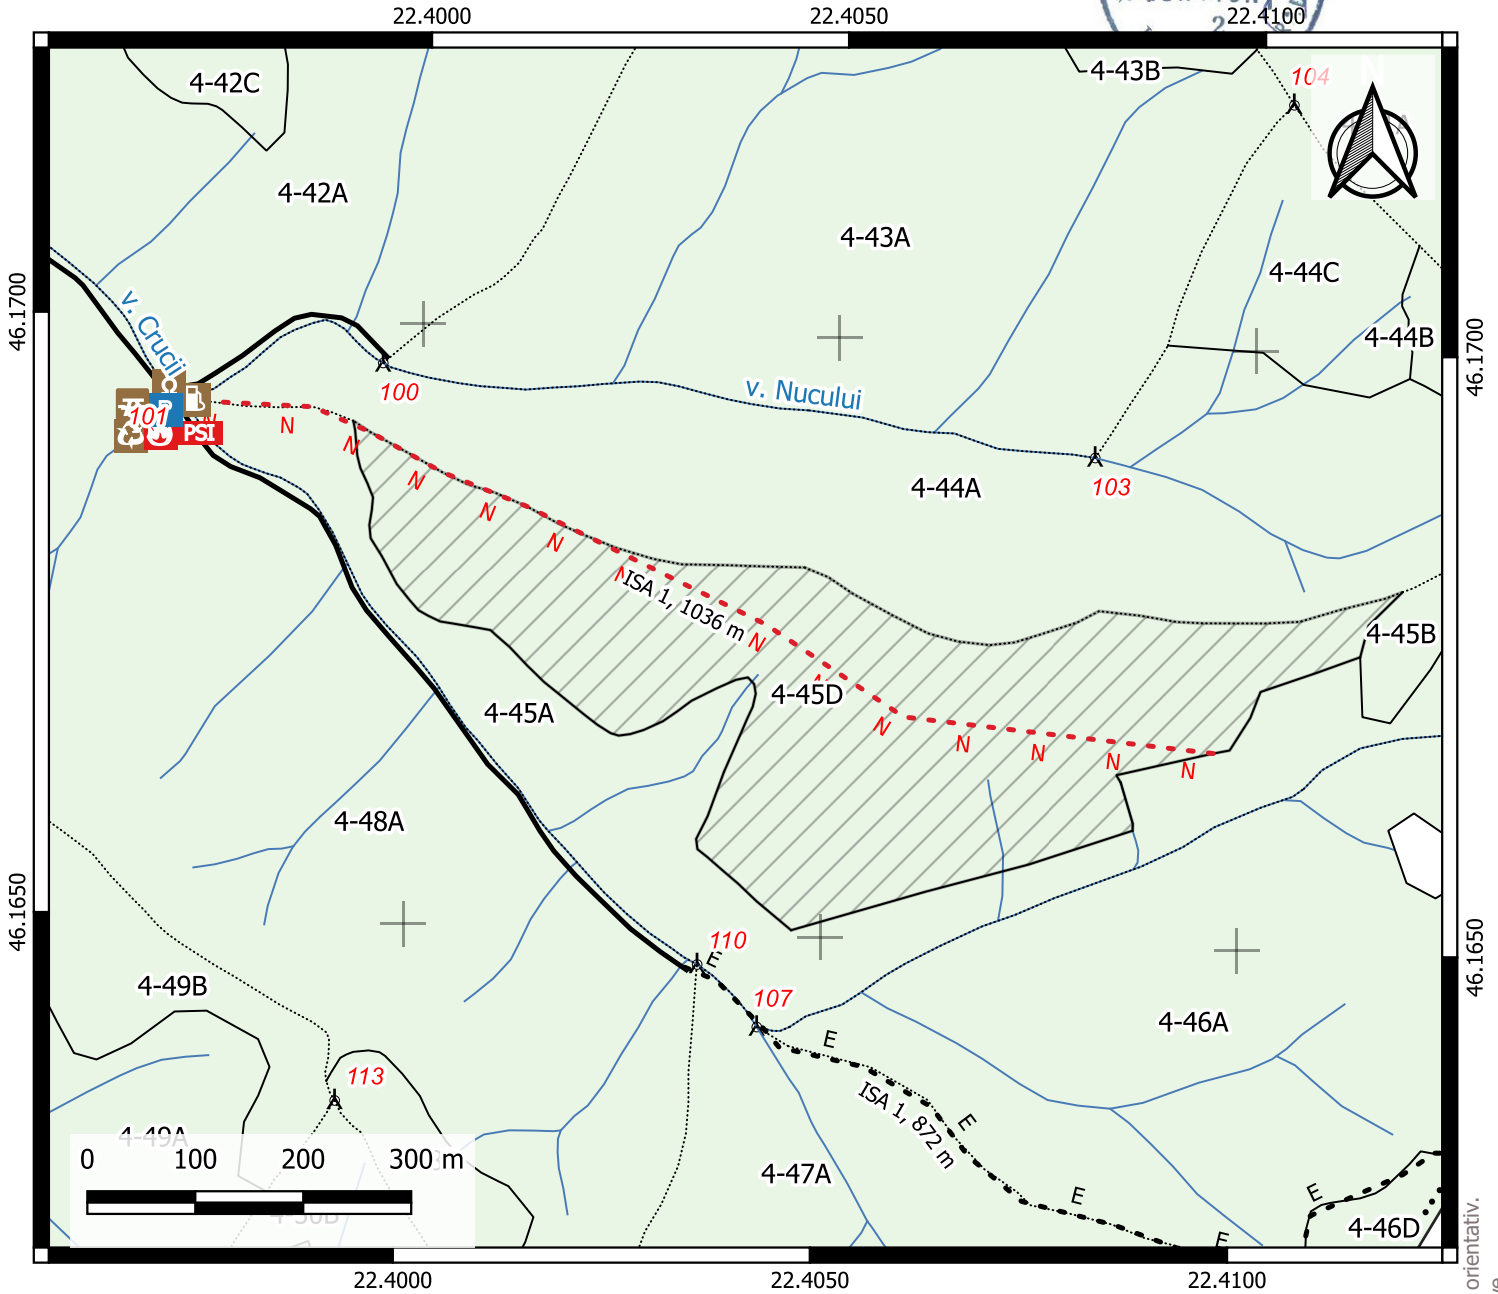 22.4000
22.4050
22.4100
4-42C
4-43B
104
N
4-42A
4-43A
4-44C
46.1700
46.1700
v. Crucii
4-44B
100
v. Nucului
101
PSI
N
N
N
N
N
N
4-44A
103
N
ISA 1, 1036 m
N
4-45B
4-45D
4-45A
N
N
N
N
N
4-48A
46.1650
46.1650
110
E
4-49B
107
4-46A
E
113
ISA 1, 872 m
E
4-49A
0
100
200
300 m
4-47A
E
E
4-50B
E
4-46D
22.4000
22.4050
22.4100
orientativ.